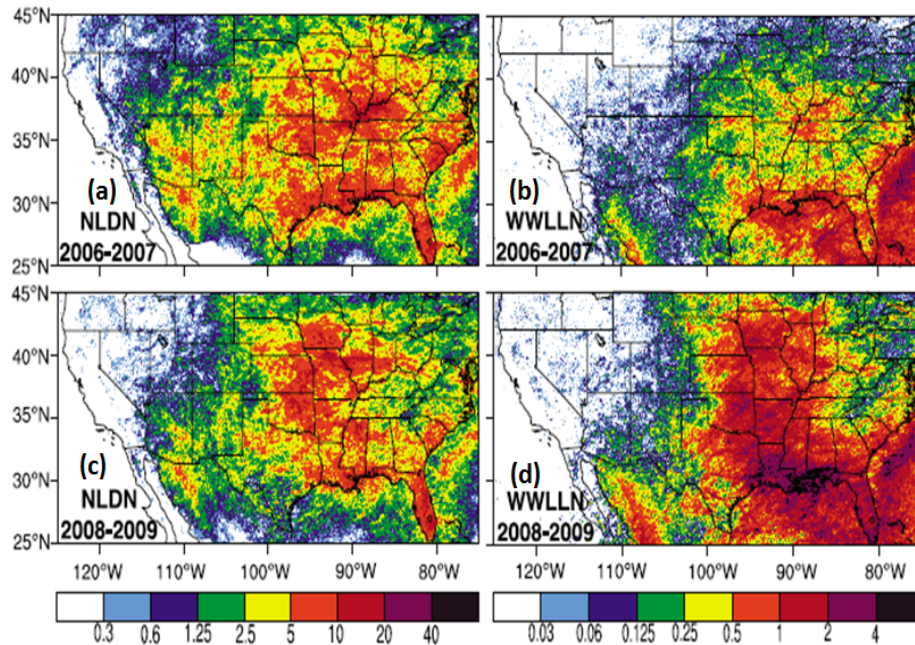 45°N
40°N
35°N
30°N
25°N
(a)
NLDN
2006-2007
(b)
WWLLN
2006-2007
45°N
40°N
35°N
30°N
25°N
(c)
NLDN
2008-2009
(d)
WWLLN
2008-2009
120°W 110°W 100°W 90°W 80°W
120°W 110°W 100°W 90°W 80°W
0.3 0.6 1.25 2.5 5 10 20 40
0.03 0.06 0.125 0.25 0.5 1 2 4